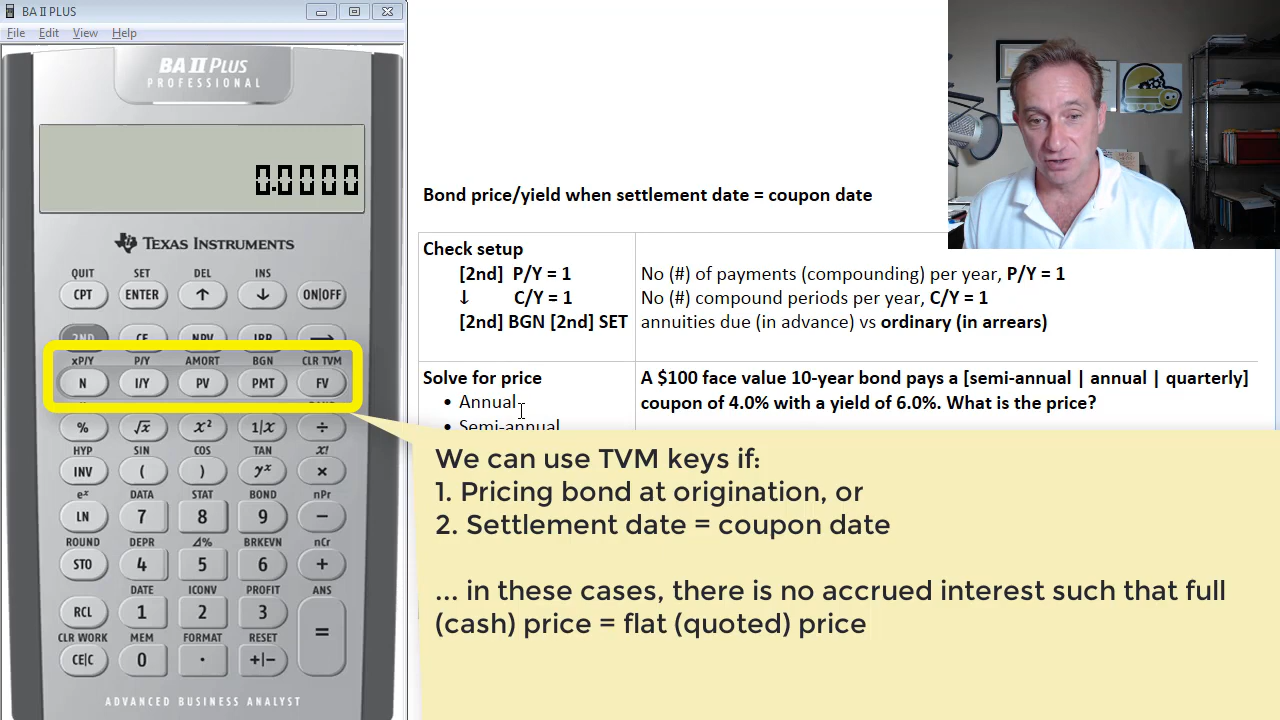 BA II PLUS
File Edit View Help
BA II PLUS
PROFESSIONAL
0.0000
TEXAS INSTRUMENTS
QUIT SET DEL INS
CPT ENTER ↑ ↓ ON|OFF
2ND CF NPV IRR →
xP/Y P/Y AMORT BGN CLR TVM
N I/Y PV PMT FV
% √x x² 1/x ÷
HYP SIN COS TAN x!
INV ( ) yˣ ×
eˣ DATA STAT BOND nPr
LN 7 8 9 −
ROUND DEPR Δ% BRKEVN nCr
STO 4 5 6 +
DATE ICONV PROFIT ANS
RCL 1 2 3 =
CLR WORK MEM FORMAT RESET
CE|C 0 . +|−
ADVANCED BUSINESS ANALYST
Bond price/yield when settlement date = coupon date
Check setup
[2nd] P/Y = 1 No (#) of payments (compounding) per year, P/Y = 1
↓ C/Y = 1 No (#) compound periods per year, C/Y = 1
[2nd] BGN [2nd] SET annuities due (in advance) vs ordinary (in arrears)
Solve for price A $100 face value 10-year bond pays a [semi-annual | annual | quarterly]
• Annual coupon of 4.0% with a yield of 6.0%. What is the price?
• Semi-annual
We can use TVM keys if:
1. Pricing bond at origination, or
2. Settlement date = coupon date
... in these cases, there is no accrued interest such that full
(cash) price = flat (quoted) price